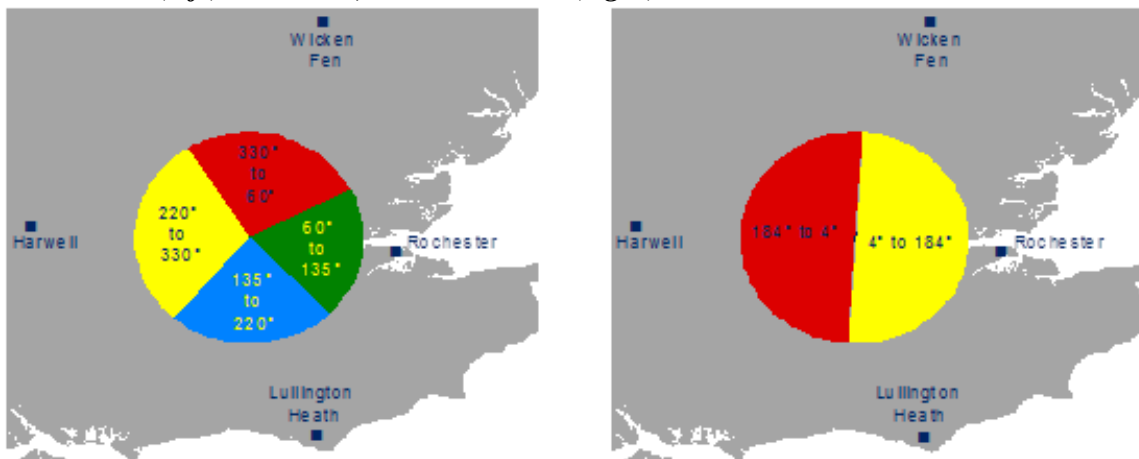 Wicken
Fen
330°
to
60°
220°
to
330°
60°
to
135°
135°
to
220°
Harwell
Rochester
Lullington
Heath
Wicken
Fen
184° to 4°
4° to 184°
Harwell
Rochester
Lullington
Heath